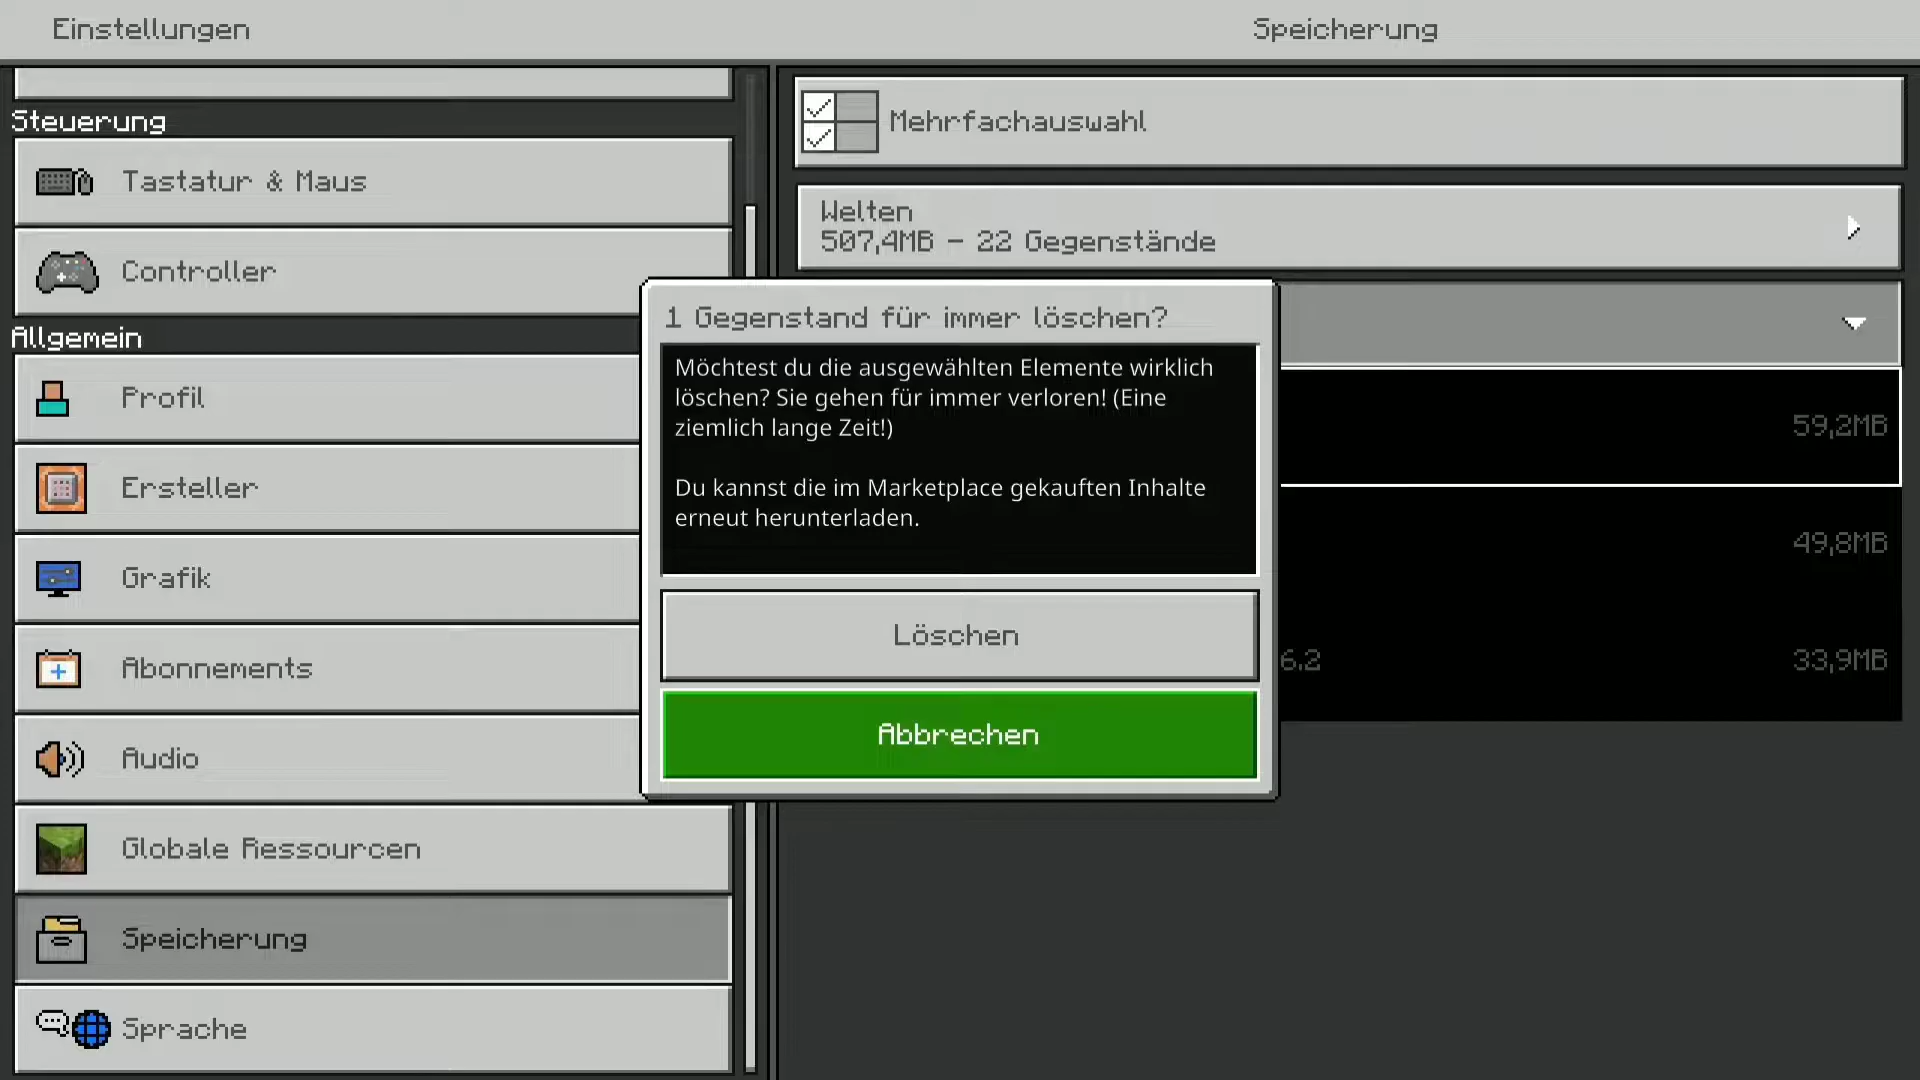 Einstellungen
Speicherung
Steuerung
Tastatur & Maus
Controller
Allgemein
Profil
Ersteller
Grafik
Abonnements
Audio
Globale Ressourcen
Speicherung
Sprache
Mehrfachauswahl
Welten
507,4MB - 22 Gegenstände
59,2MB
49,8MB
6.2
33,9MB
1 Gegenstand für immer löschen?
Möchtest du die ausgewählten Elemente wirklich
löschen? Sie gehen für immer verloren! (Eine
ziemlich lange Zeit!)
Du kannst die im Marketplace gekauften Inhalte
erneut herunterladen.
Löschen
Abbrechen